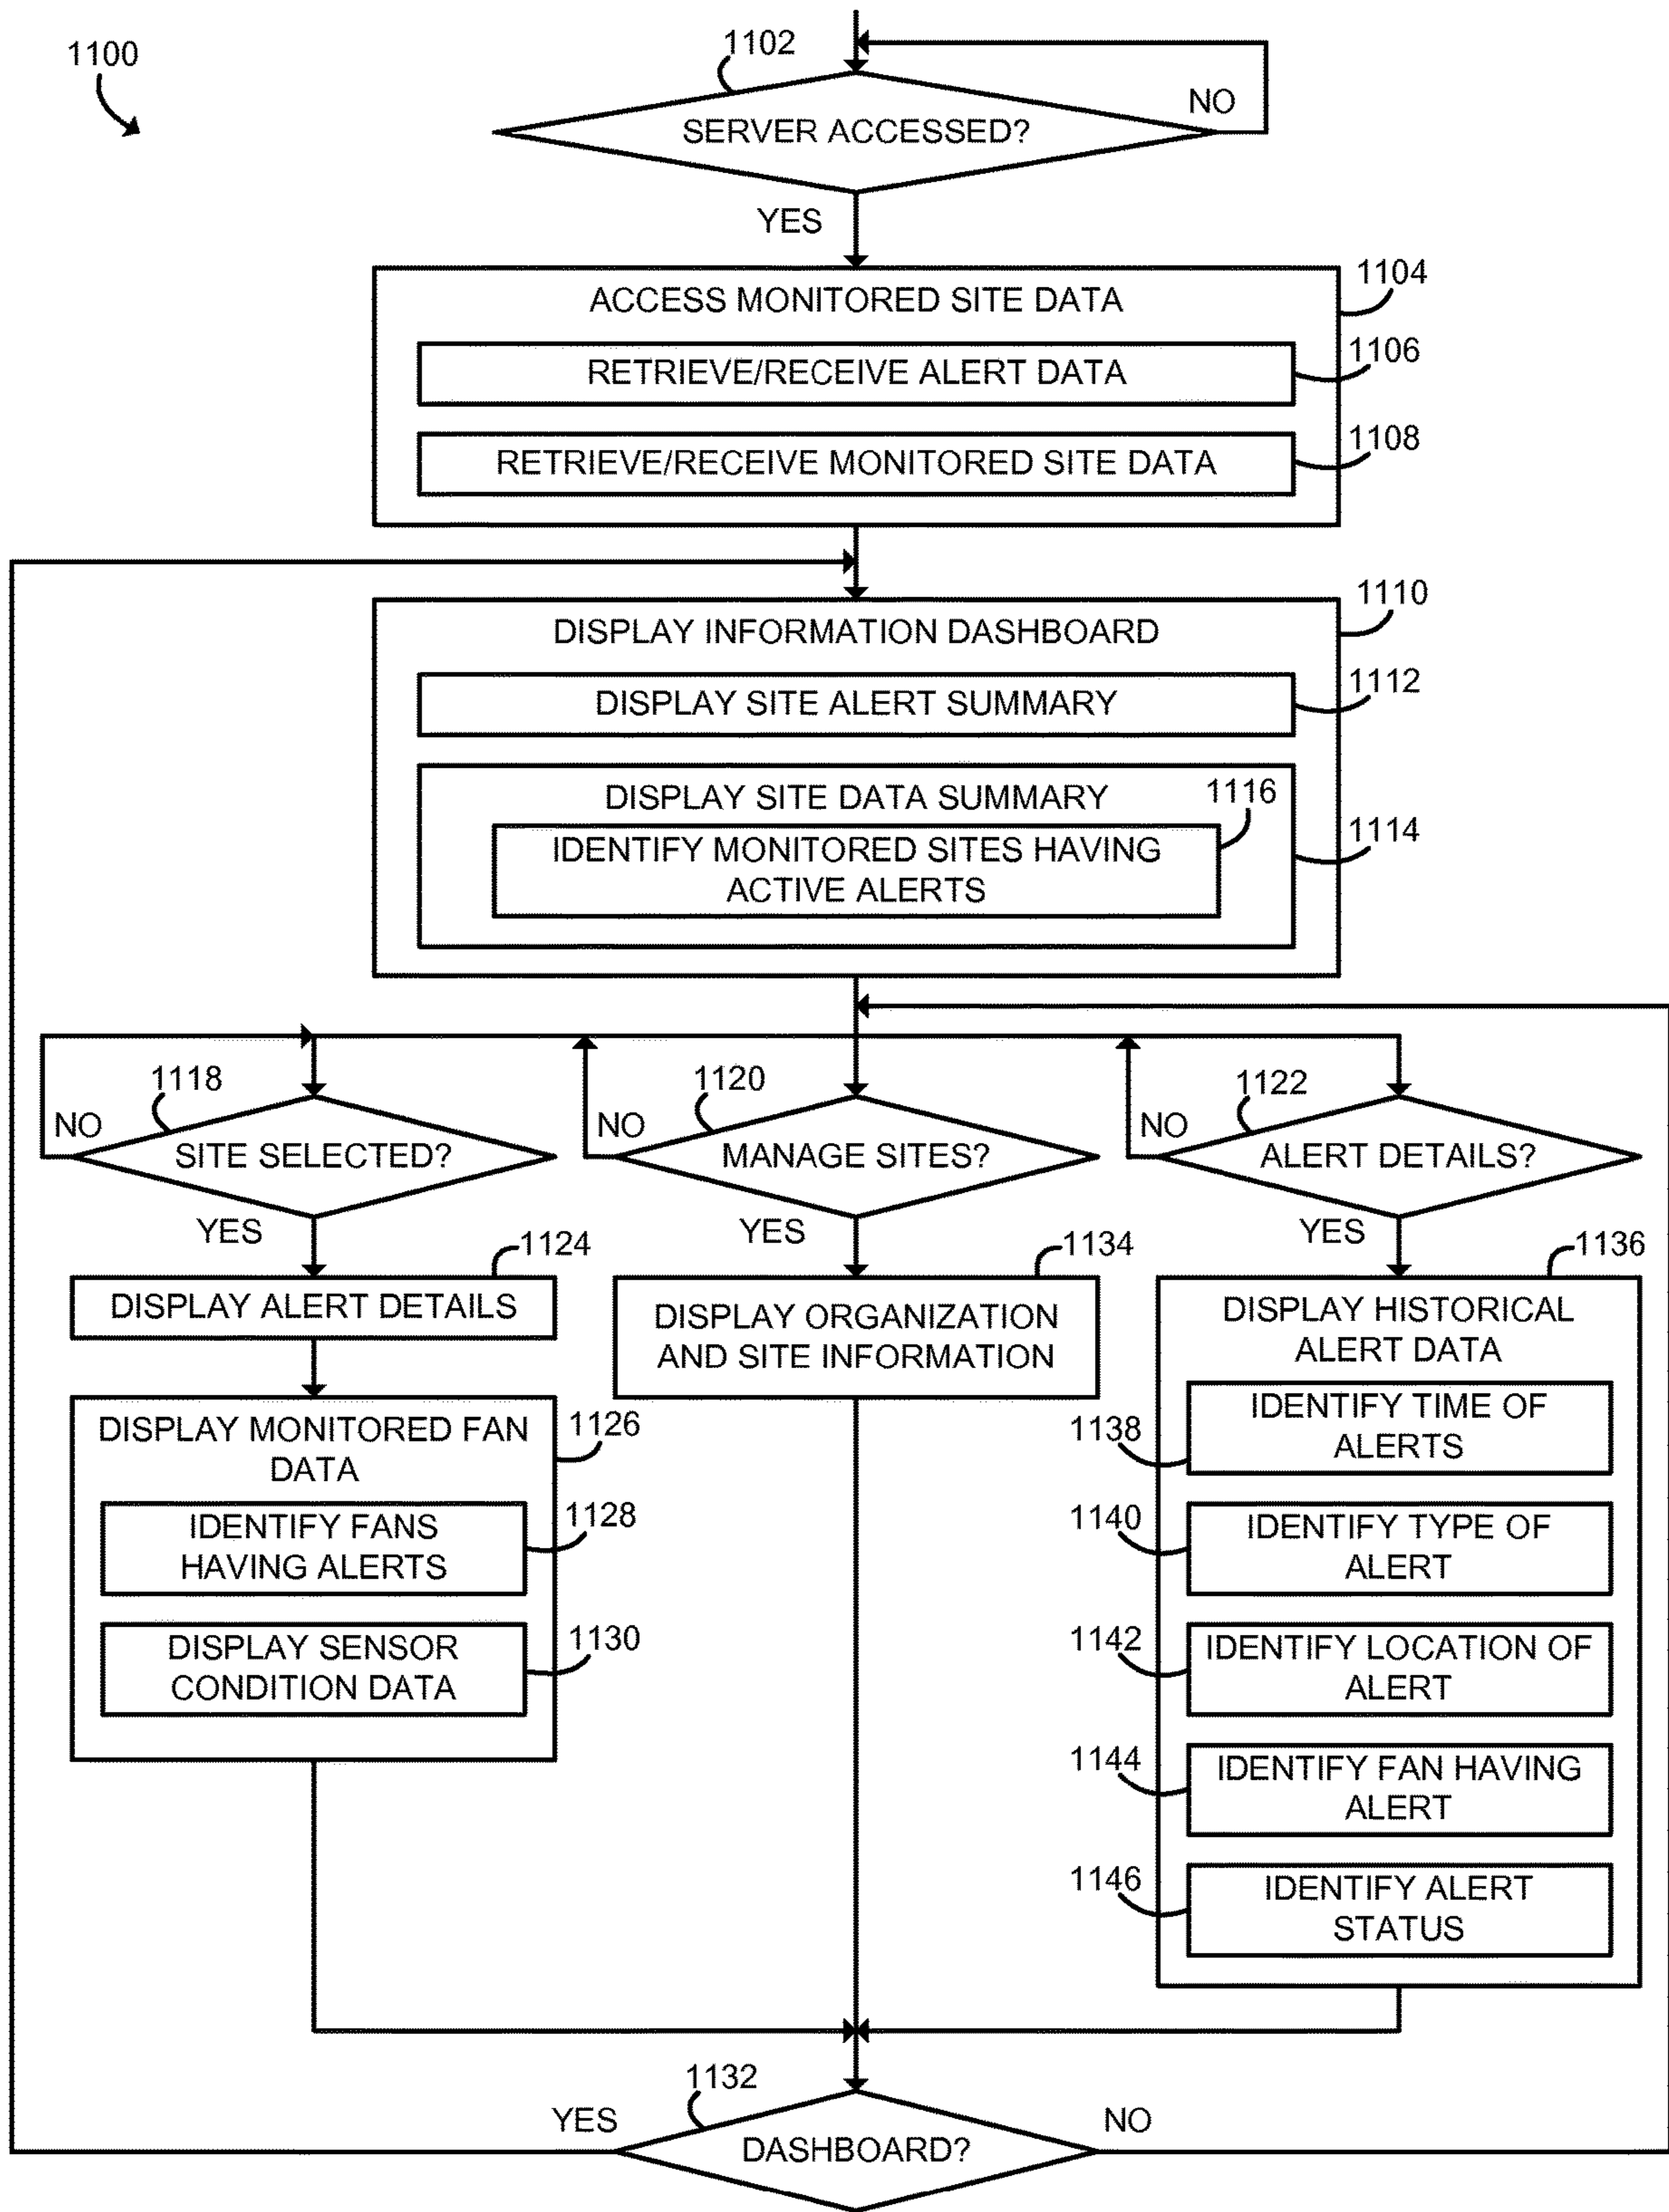 1100
1102
SERVER ACCESSED?
NO
YES
1104
ACCESS MONITORED SITE DATA
1106
RETRIEVE/RECEIVE ALERT DATA
1108
RETRIEVE/RECEIVE MONITORED SITE DATA
1110
DISPLAY INFORMATION DASHBOARD
1112
DISPLAY SITE ALERT SUMMARY
DISPLAY SITE DATA SUMMARY
1116
1114
IDENTIFY MONITORED SITES HAVING
ACTIVE ALERTS
1118
NO
SITE SELECTED?
YES
1120
NO
MANAGE SITES?
YES
1122
NO
ALERT DETAILS?
YES
1124
DISPLAY ALERT DETAILS
1126
DISPLAY MONITORED FAN
DATA
1128
IDENTIFY FANS
HAVING ALERTS
1130
DISPLAY SENSOR
CONDITION DATA
1134
DISPLAY ORGANIZATION
AND SITE INFORMATION
1136
DISPLAY HISTORICAL
ALERT DATA
1138
IDENTIFY TIME OF
ALERTS
1140
IDENTIFY TYPE OF
ALERT
1142
IDENTIFY LOCATION OF
ALERT
1144
IDENTIFY FAN HAVING
ALERT
1146
IDENTIFY ALERT
STATUS
1132
YES
DASHBOARD?
NO